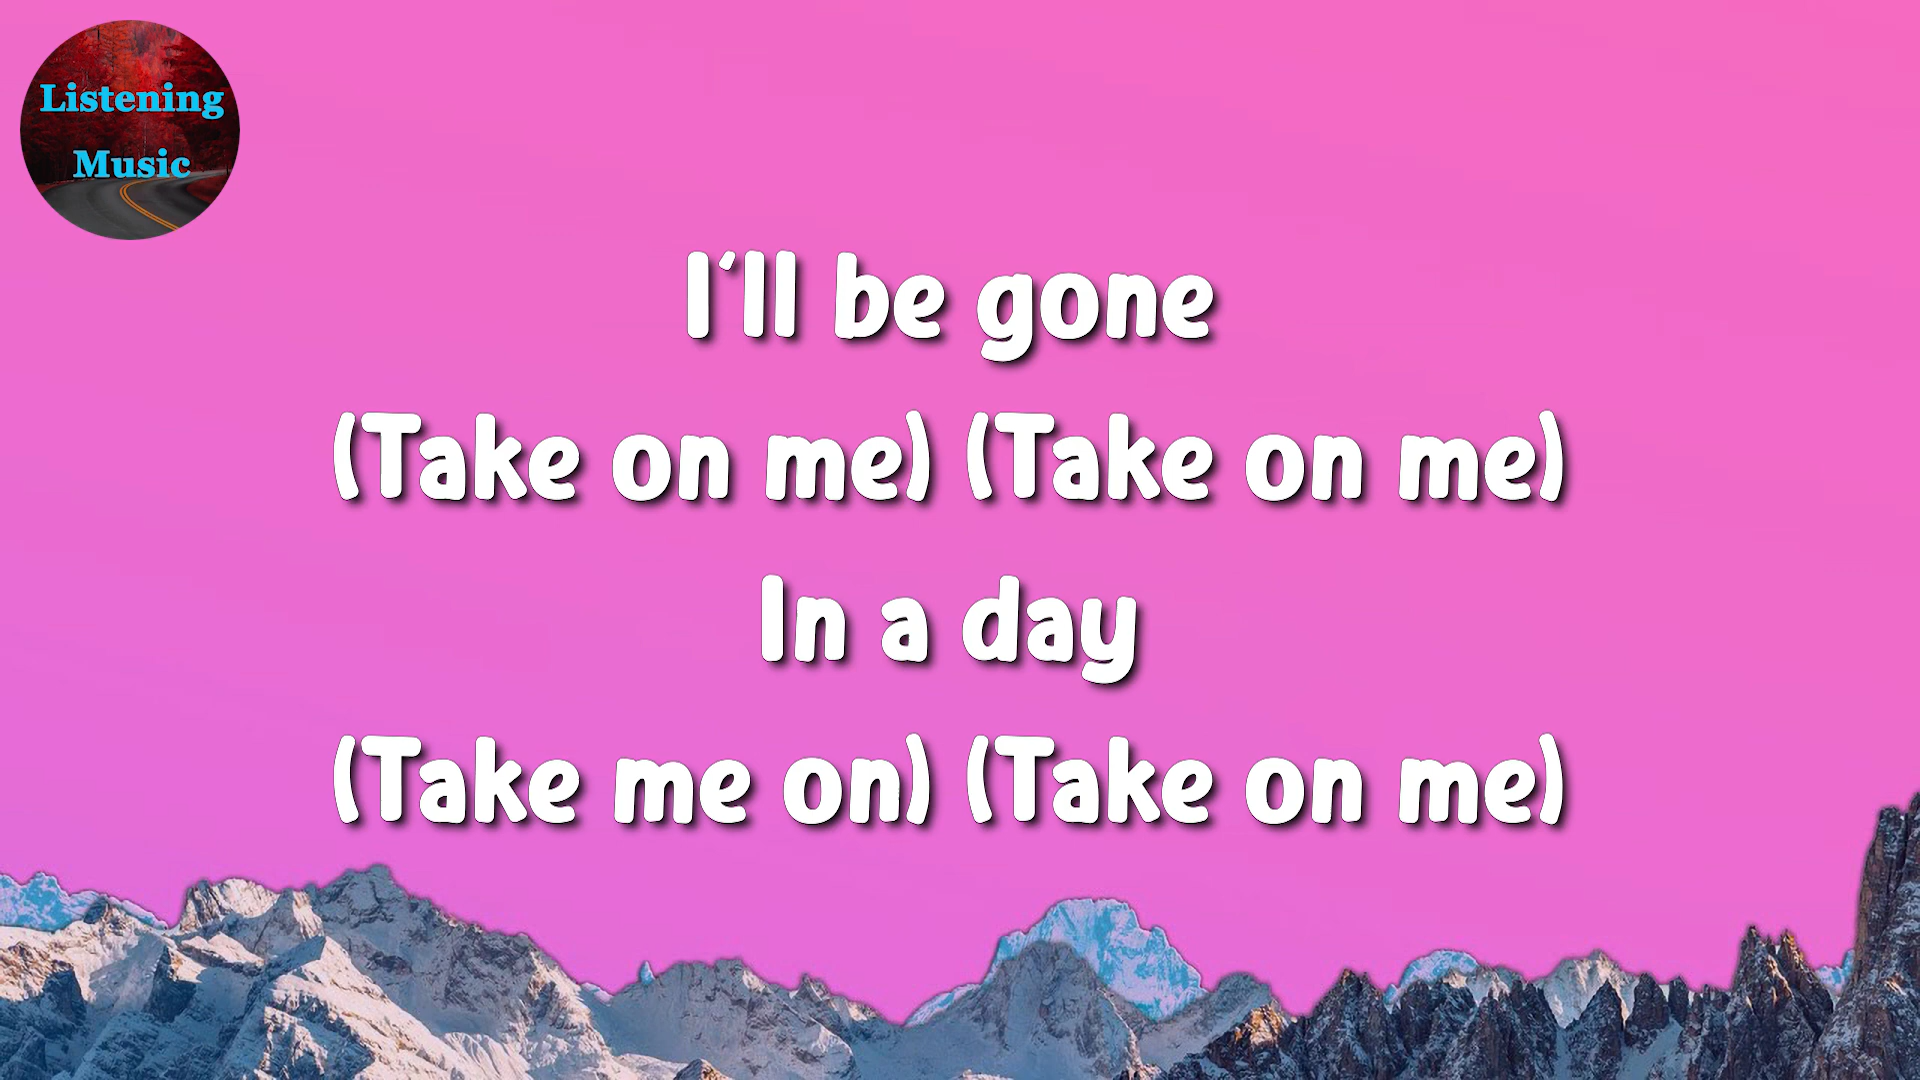 Listening
Music
I'll be gone
(Take on me) (Take on me)
In a day
(Take me on) (Take on me)